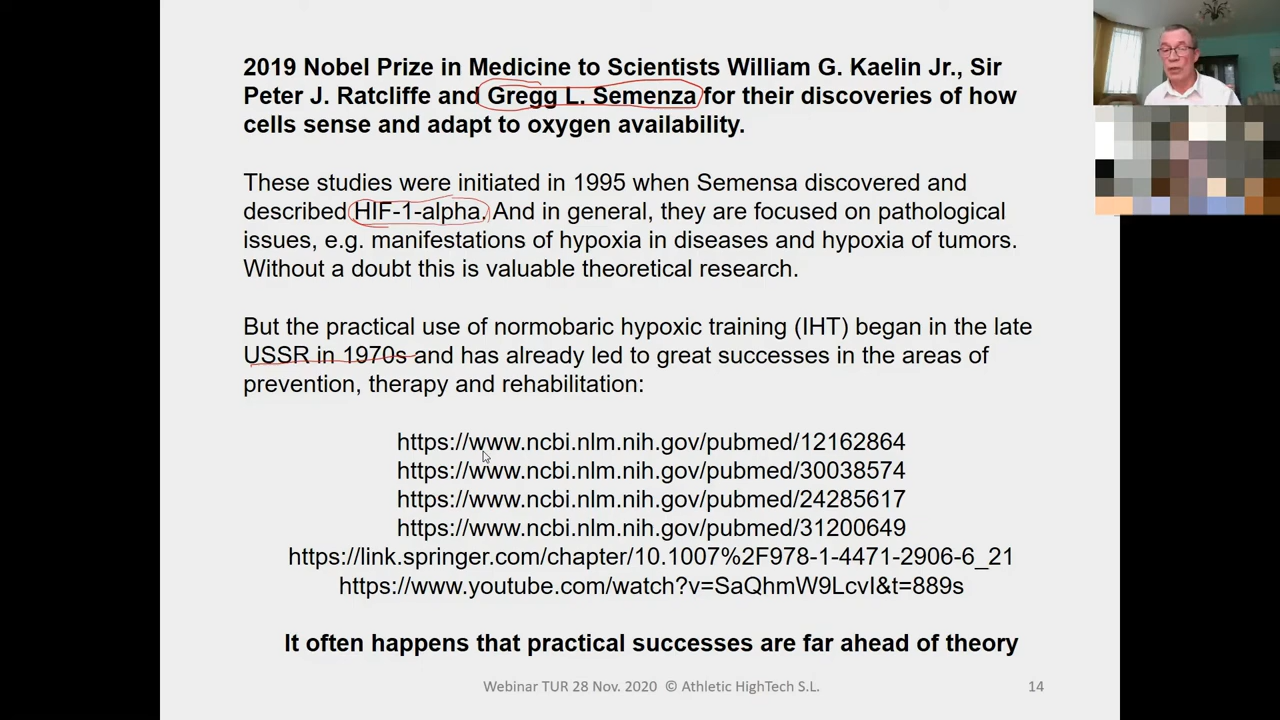 2019 Nobel Prize in Medicine to Scientists William G. Kaelin Jr., Sir
Peter J. Ratcliffe and Gregg L. Semenza for their discoveries of how
cells sense and adapt to oxygen availability.
These studies were initiated in 1995 when Semensa discovered and
described HIF-1-alpha. And in general, they are focused on pathological
issues, e.g. manifestations of hypoxia in diseases and hypoxia of tumors.
Without a doubt this is valuable theoretical research.
But the practical use of normobaric hypoxic training (IHT) began in the late
USSR in 1970s and has already led to great successes in the areas of
prevention, therapy and rehabilitation:
https://www.ncbi.nlm.nih.gov/pubmed/12162864
https://www.ncbi.nlm.nih.gov/pubmed/30038574
https://www.ncbi.nlm.nih.gov/pubmed/24285617
https://www.ncbi.nlm.nih.gov/pubmed/31200649
https://link.springer.com/chapter/10.1007%2F978-1-4471-2906-6_21
https://www.youtube.com/watch?v=SaQhmW9LcvI&t=889s
It often happens that practical successes are far ahead of theory
Webinar TUR 28 Nov. 2020 © Athletic HighTech S.L.
14